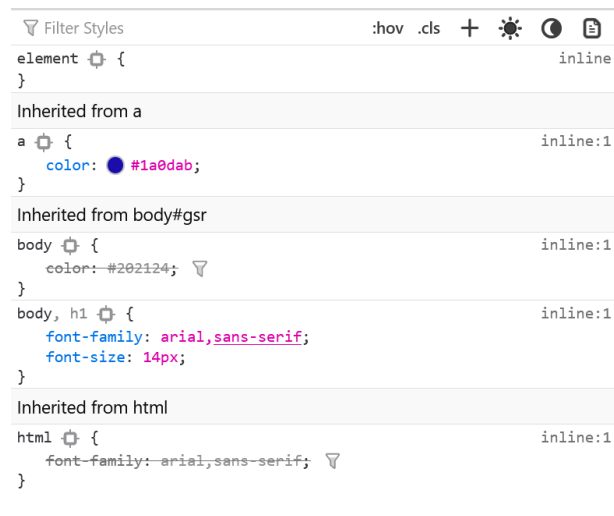 Filter Styles :hov .cls
element { inline
}
Inherited from a
a { inline:1
color: #1a0dab;
}
Inherited from body#gsr
body { inline:1
color: #202124;
}
body, h1 { inline:1
font-family: arial,sans-serif;
font-size: 14px;
}
Inherited from html
html { inline:1
font-family: arial,sans-serif;
}